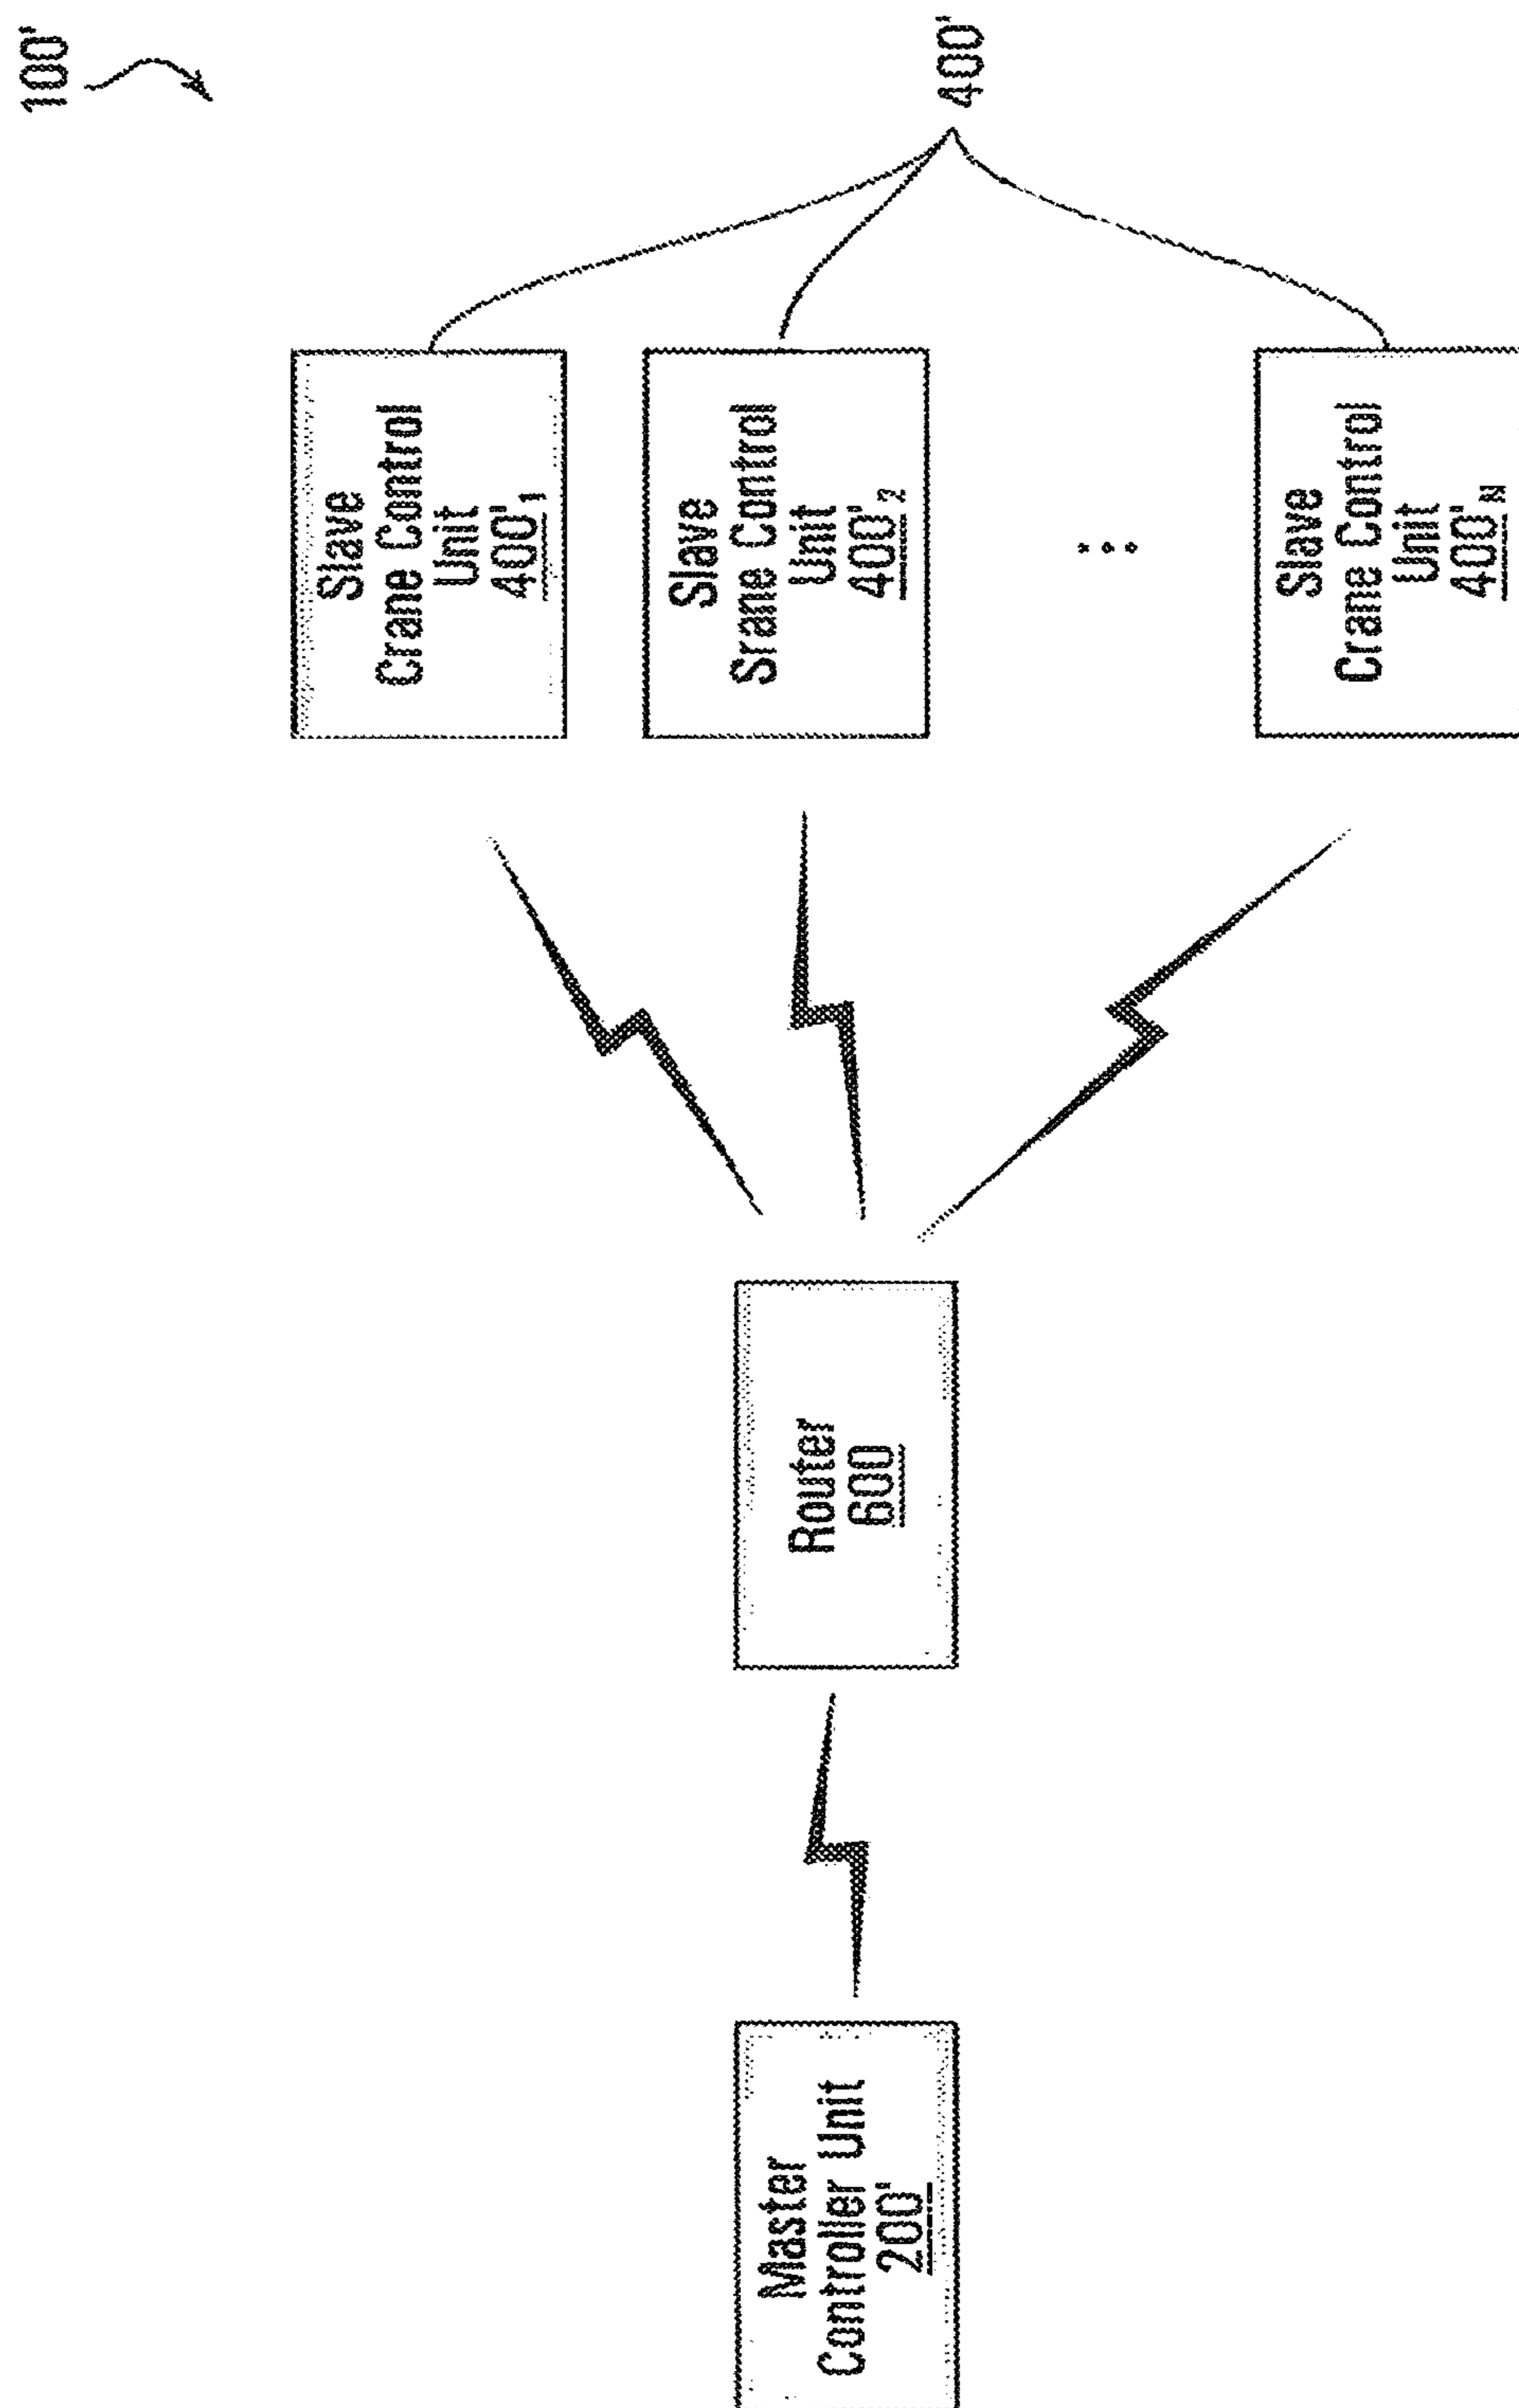 100'
Slave
Crane Control
Unit
400'1
Slave
Srane Control
Unit
400'2
Slave
Crane Control
Unit
400'N
400'
Router
600
Master
Controller Unit
200'